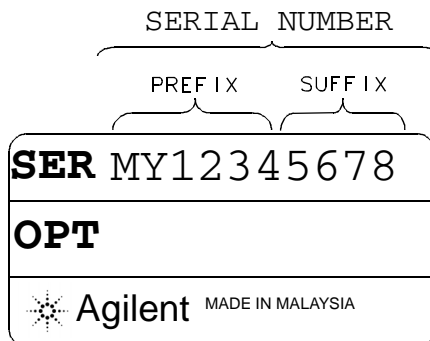 SERIAL NUMBER
PREFIX SUFFIX
SER MY12345678
OPT
Agilent MADE IN MALAYSIA